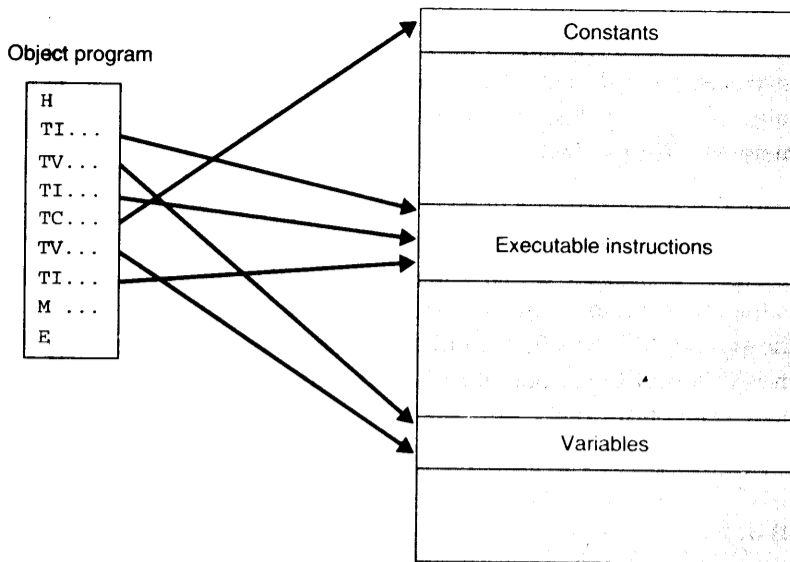 Object program
H
TI...
TV...
TI...
TC...
TV...
TI...
M ...
E
Constants
Executable instructions
Variables